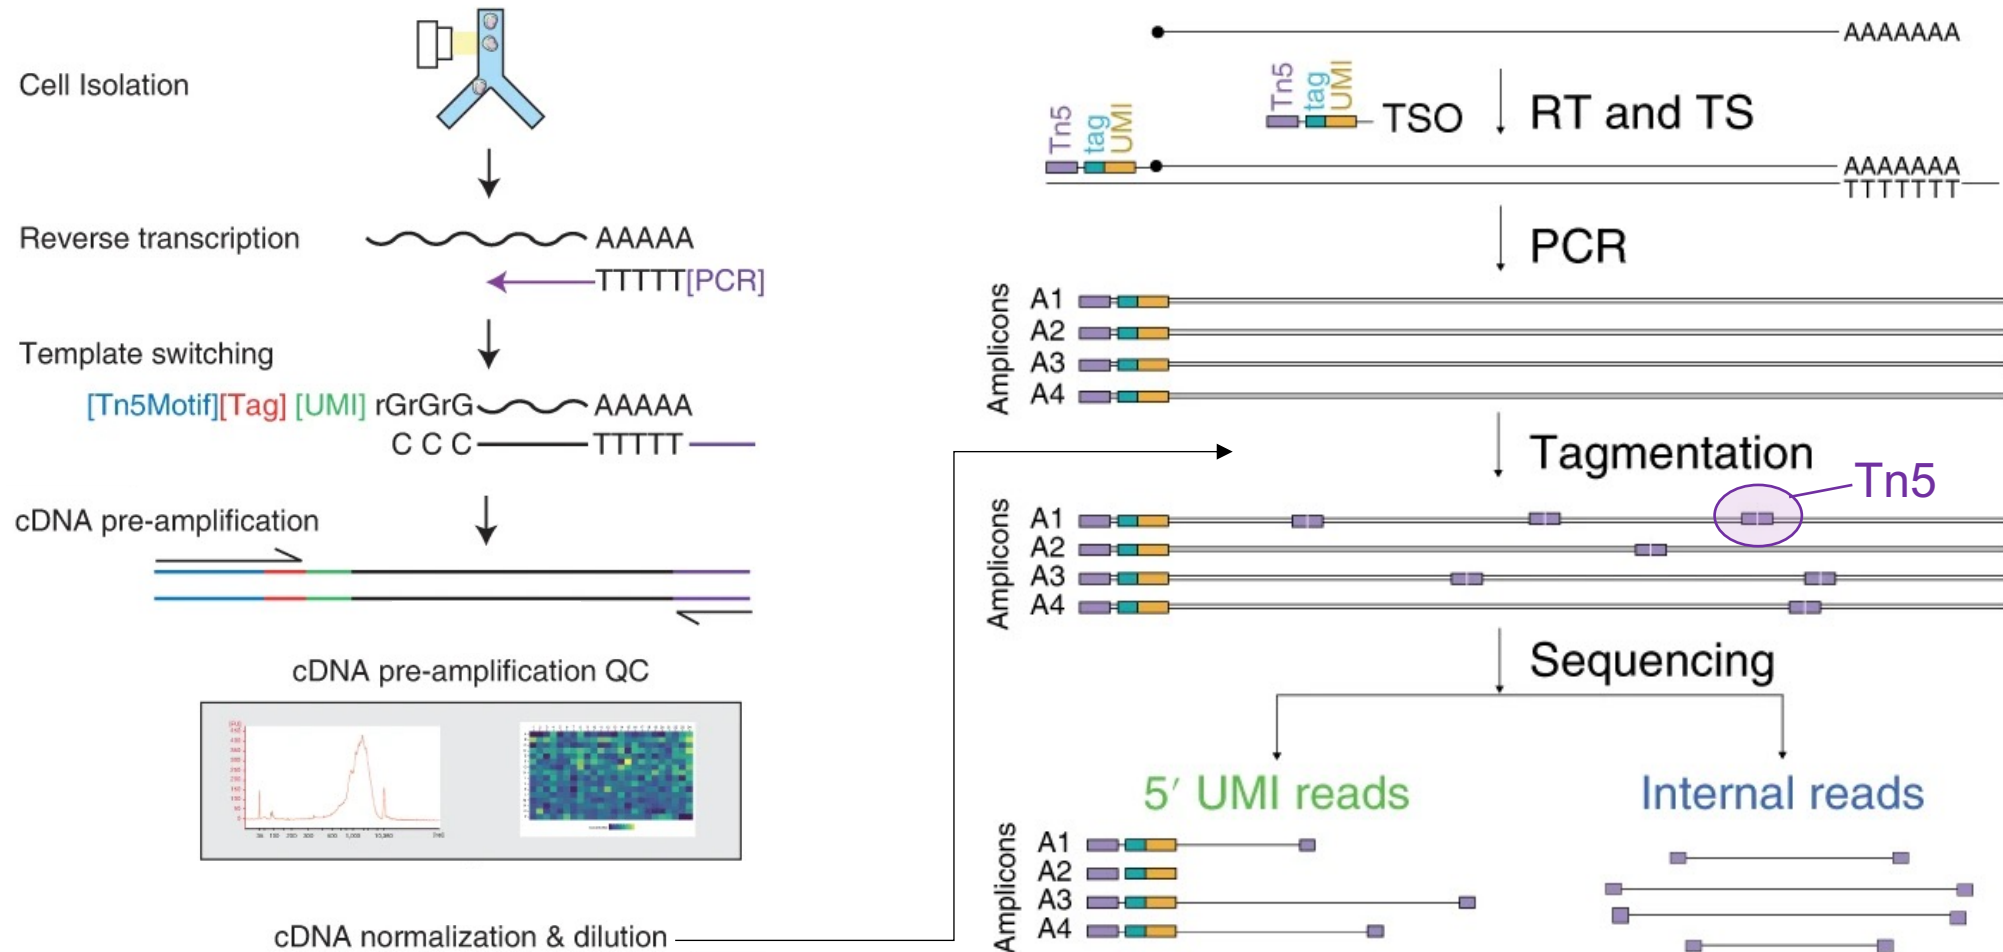 Cell Isolation
Reverse transcription
AAAAA
TTTTT[PCR]
Template switching
[Tn5Motif][Tag] [UMI] rGrGrG AAAAA
C C C TTTTT
cDNA pre-amplification
cDNA pre-amplification QC
cDNA normalization & dilution
AAAAAAA
Tn5
tag
UMI
TSO
RT and TS
Tn5
tag
UMI
AAAAAAA
TTTTTTT
PCR
Amplicons
A1
A2
A3
A4
Tagmentation
Tn5
Amplicons
A1
A2
A3
A4
Sequencing
5′ UMI reads
Internal reads
Amplicons
A1
A2
A3
A4